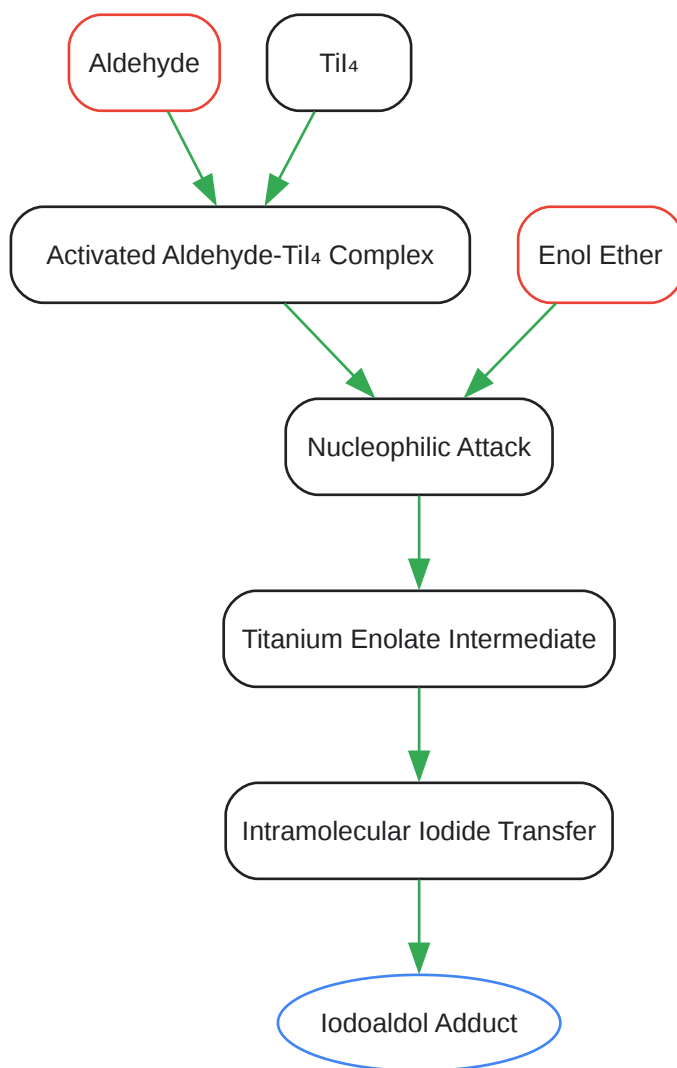 Aldehyde
TiI₄
Activated Aldehyde-TiI₄ Complex
Enol Ether
Nucleophilic Attack
Titanium Enolate Intermediate
Intramolecular Iodide Transfer
Iodoaldol Adduct